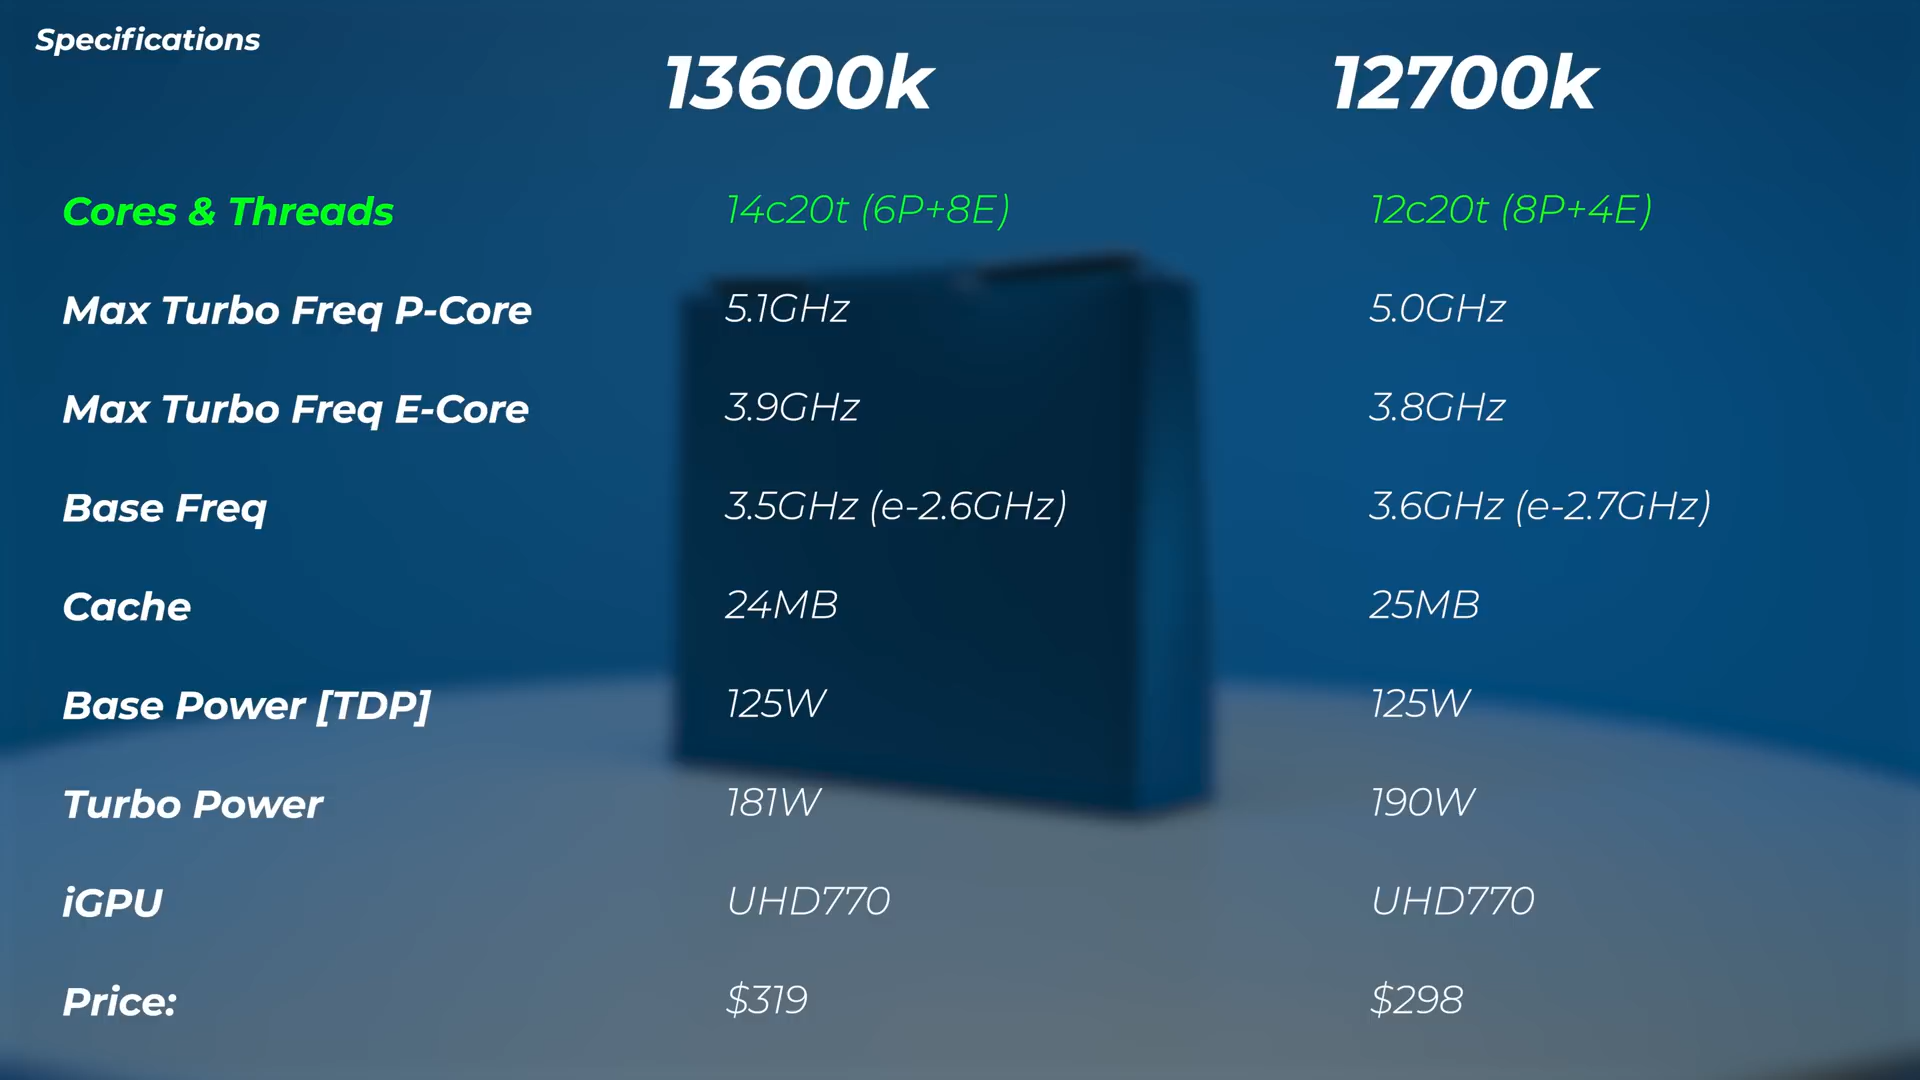 Specifications
13600k 12700k
Cores & Threads 14c20t (6P+8E) 12c20t (8P+4E)
Max Turbo Freq P-Core 5.1GHz 5.0GHz
Max Turbo Freq E-Core 3.9GHz 3.8GHz
Base Freq 3.5GHz (e-2.6GHz) 3.6GHz (e-2.7GHz)
Cache 24MB 25MB
Base Power [TDP] 125W 125W
Turbo Power 181W 190W
iGPU UHD770 UHD770
Price: $319 $298